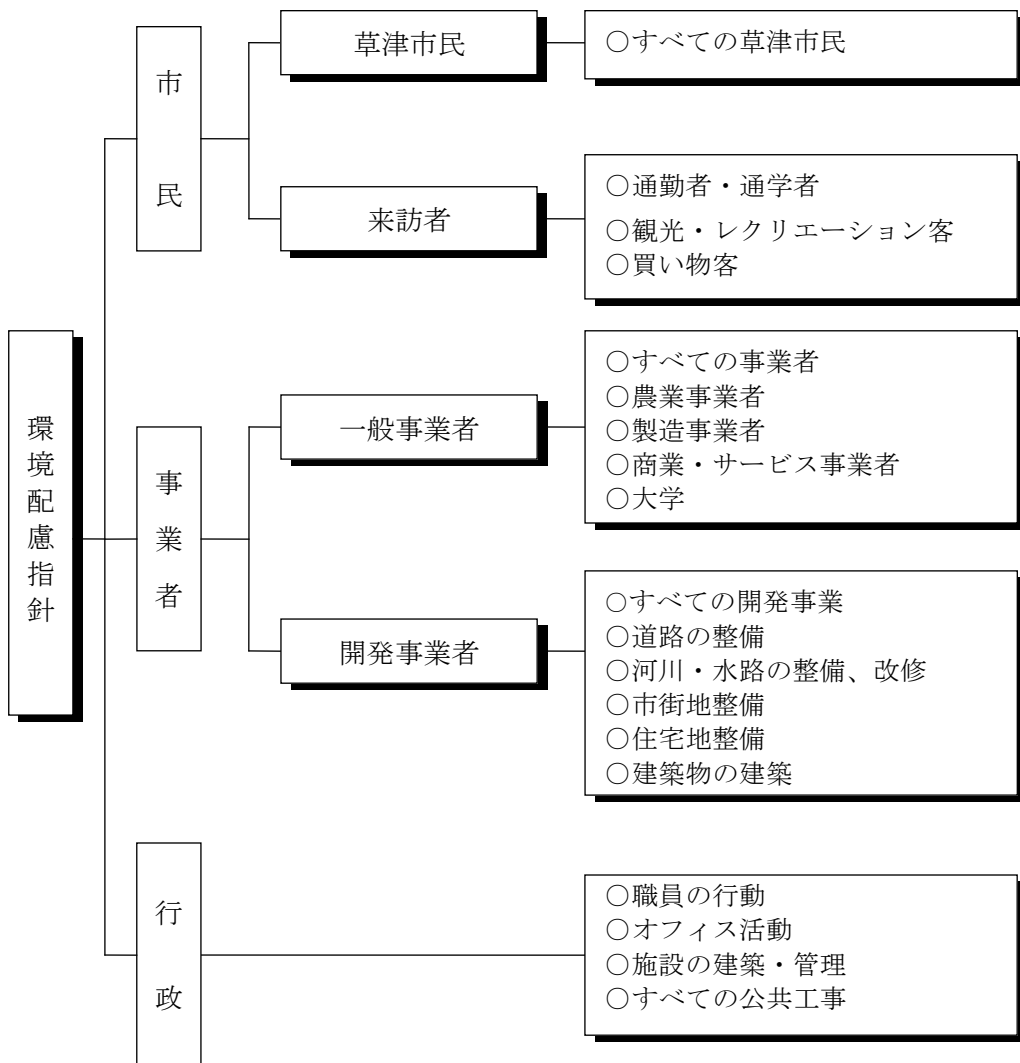 環境配慮指針
市民
草津市民
○すべての草津市民
来訪者
○通勤者・通学者
○観光・レクリエーション客
○買い物客
事業者
一般事業者
○すべての事業者
○農業事業者
○製造事業者
○商業・サービス事業者
○大学
開発事業者
○すべての開発事業
○道路の整備
○河川・水路の整備、改修
○市街地整備
○住宅地整備
○建築物の建築
行政
○職員の行動
○オフィス活動
○施設の建築・管理
○すべての公共工事